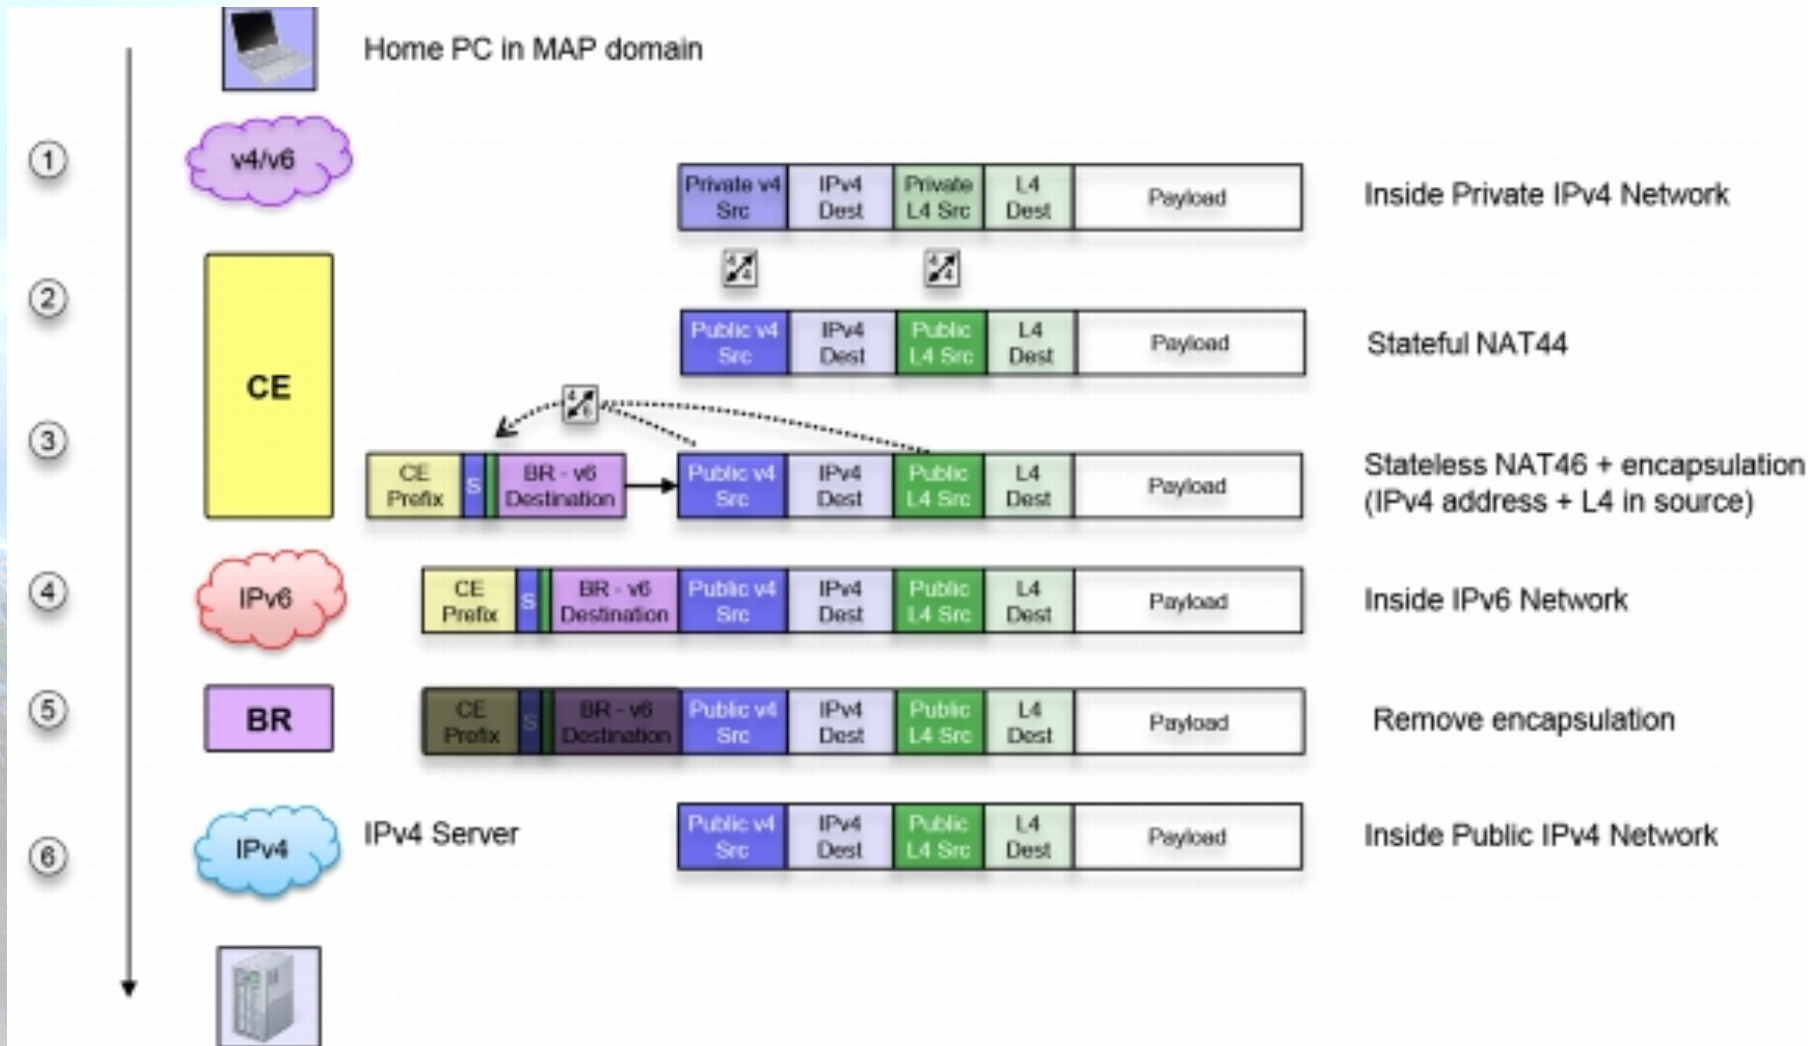 Home PC in MAP domain
1
v4/v6
Private v4
Src
IPv4
Dest
Private
L4 Src
L4
Dest
Payload
Inside Private IPv4 Network
4
4
4
4
2
CE
Public v4
Src
IPv4
Dest
Public
L4 Src
L4
Dest
Payload
Stateful NAT44
4
6
3
CE
Prefix
S
BR - v6
Destination
Public v4
Src
IPv4
Dest
Public
L4 Src
L4
Dest
Payload
Stateless NAT46 + encapsulation
(IPv4 address + L4 in source)
4
IPv6
CE
Prefix
S
BR - v6
Destination
Public v4
Src
IPv4
Dest
Public
L4 Src
L4
Dest
Payload
Inside IPv6 Network
5
BR
CE
Prefix
S
BR - v6
Destination
Public v4
Src
IPv4
Dest
Public
L4 Src
L4
Dest
Payload
Remove encapsulation
6
IPv4
IPv4 Server
Public v4
Src
IPv4
Dest
Public
L4 Src
L4
Dest
Payload
Inside Public IPv4 Network